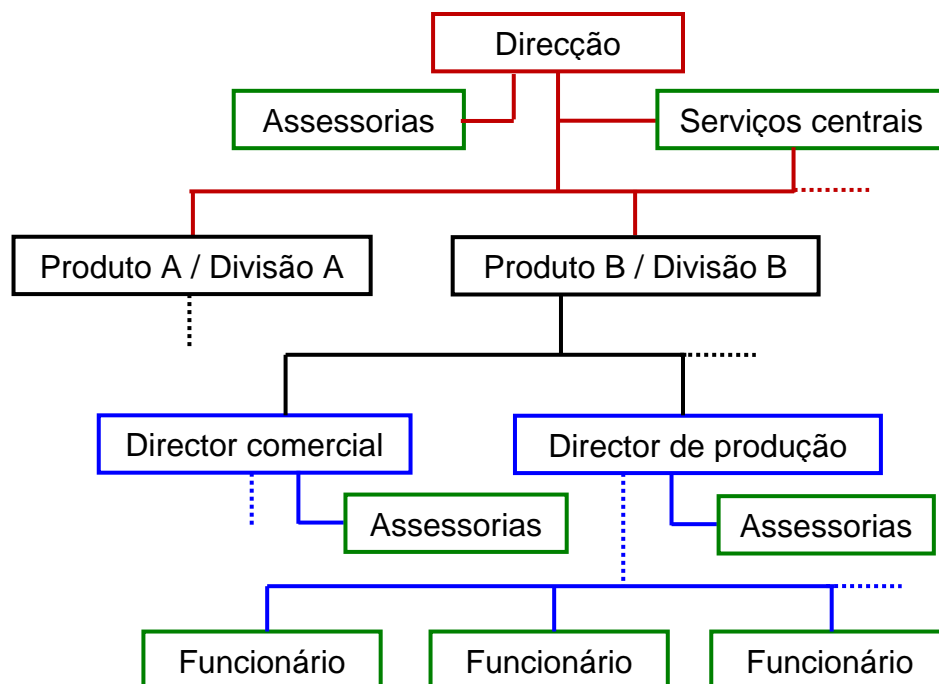 Direcção
Assessorias
Serviços centrais
Produto A / Divisão A
Produto B / Divisão B
Director comercial
Director de produção
Assessorias
Assessorias
Funcionário
Funcionário
Funcionário